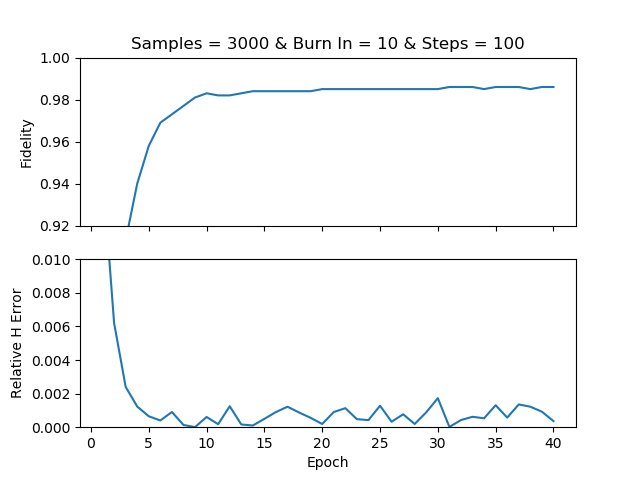 Samples = 3000 & Burn In = 10 & Steps = 100
1.00
0.98
0.96
0.94
0.92
Fidelity
0.010
0.008
0.006
0.004
0.002
0.000
Relative H Error
0 5 10 15 20 25 30 35 40
Epoch